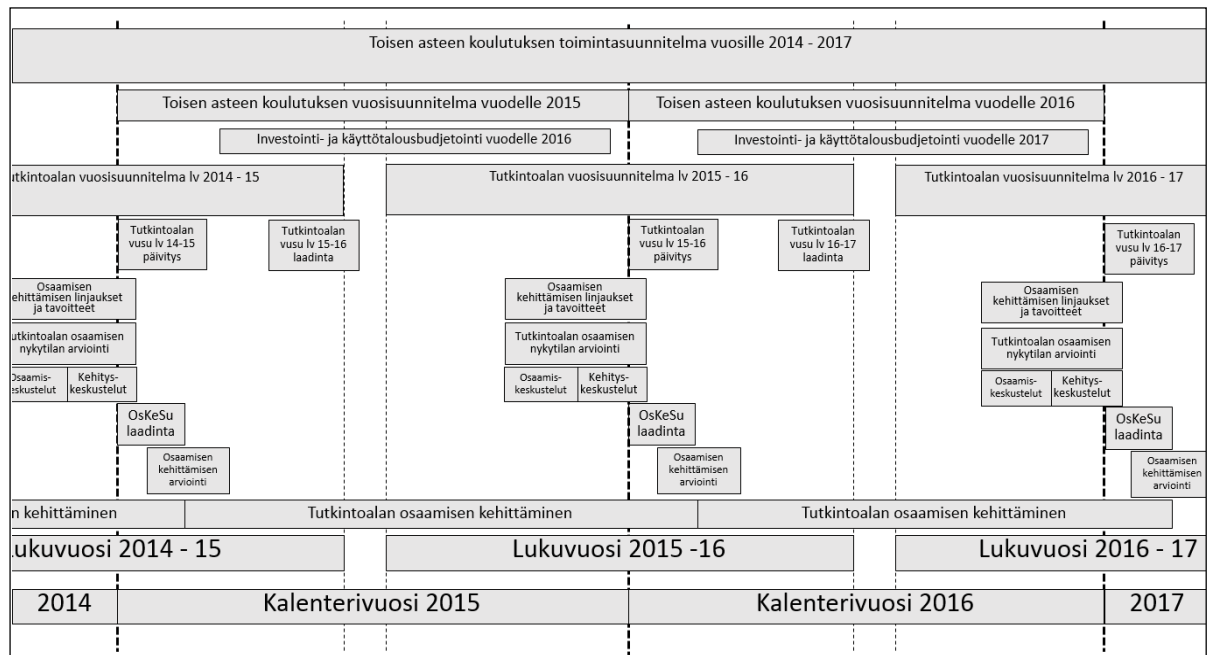 Toisen asteen koulutuksen toimintasuunnitelma vuosille 2014 - 2017
Toisen asteen koulutuksen vuosisuunnitelma vuodelle 2015
Toisen asteen koulutuksen vuosisuunnitelma vuodelle 2016
Investointi- ja käyttötalousbudjetointi vuodelle 2016
Investointi- ja käyttötalousbudjetointi vuodelle 2017
utkintoalan vuosisuunnitelma lv 2014 - 15
Tutkintoalan vuosisuunnitelma lv 2015 - 16
Tutkintoalan vuosisuunnitelma lv 2016 - 17
Tutkintoalan
vusu lv 14-15
päivitys
Tutkintoalan
vusu lv 15-16
laadinta
Tutkintoalan
vusu lv 15-16
päivitys
Tutkintoalan
vusu lv 16-17
laadinta
Tutkintoalan
vusu lv 16-17
päivitys
Osaamisen
kehittämisen linjaukset
ja tavoitteet
Osaamisen
kehittämisen linjaukset
ja tavoitteet
Osaamisen
kehittämisen linjaukset
ja tavoitteet
utkintoalan osaamisen
nykytilan arviointi
Tutkintoalan osaamisen
nykytilan arviointi
Tutkintoalan osaamisen
nykytilan arviointi
Osaamis-
keskustelut
Kehitys-
keskustelut
Osaamis-
keskustelut
Kehitys-
keskustelut
Osaamis-
keskustelut
Kehitys-
keskustelut
OsKeSu
laadinta
OsKeSu
laadinta
OsKeSu
laadinta
Osaamisen
kehittämisen
arviointi
Osaamisen
kehittämisen
arviointi
Osaamisen
kehittämisen
arviointi
n kehittäminen
Tutkintoalan osaamisen kehittäminen
Tutkintoalan osaamisen kehittäminen
Lukuvuosi 2014 - 15
Lukuvuosi 2015 -16
Lukuvuosi 2016 - 17
2014
Kalenterivuosi 2015
Kalenterivuosi 2016
2017